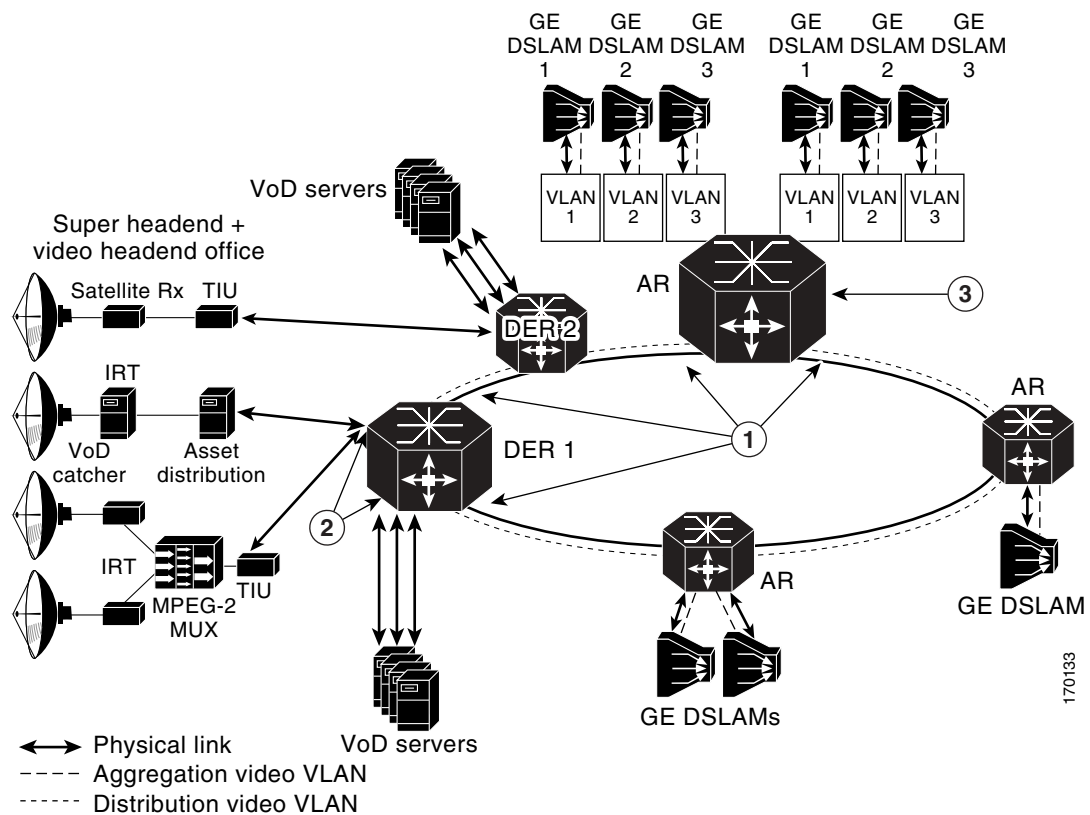 GE GE GE GE GE GE
DSLAM DSLAM DSLAM DSLAM DSLAM DSLAM
1 2 3 1 2 3
VLAN VLAN VLAN VLAN VLAN VLAN
1 2 3 1 2 3
VoD servers
Super headend +
video headend office
Satellite Rx TIU
AR
3
DER 2
IRT
VoD
catcher
Asset
distribution
DER 1
1
AR
2
IRT
MPEG-2
MUX
TIU
AR
GE DSLAM
GE DSLAMs
VoD servers
170133
Physical link
Aggregation video VLAN
Distribution video VLAN